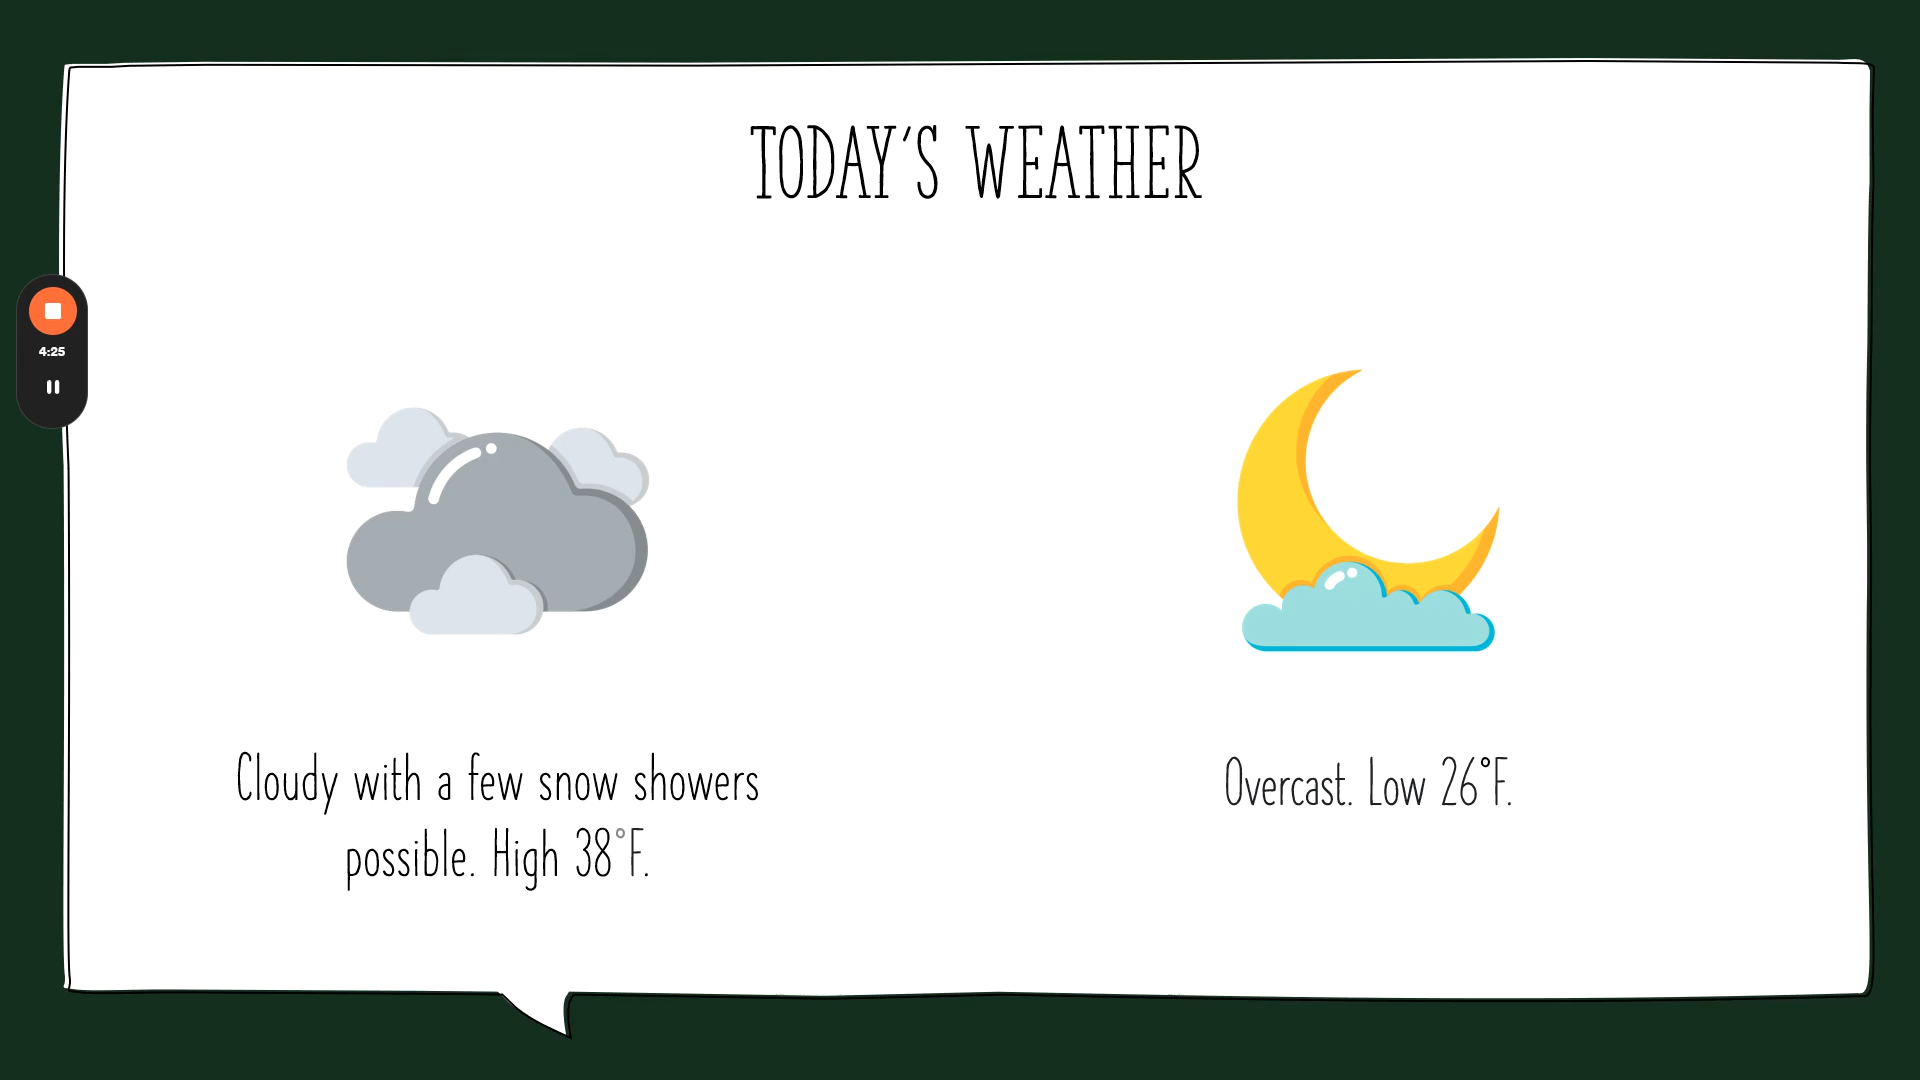 TODAY'S WEATHER
4:25
Cloudy with a few snow showers
possible. High 38°F.
Overcast. Low 26°F.